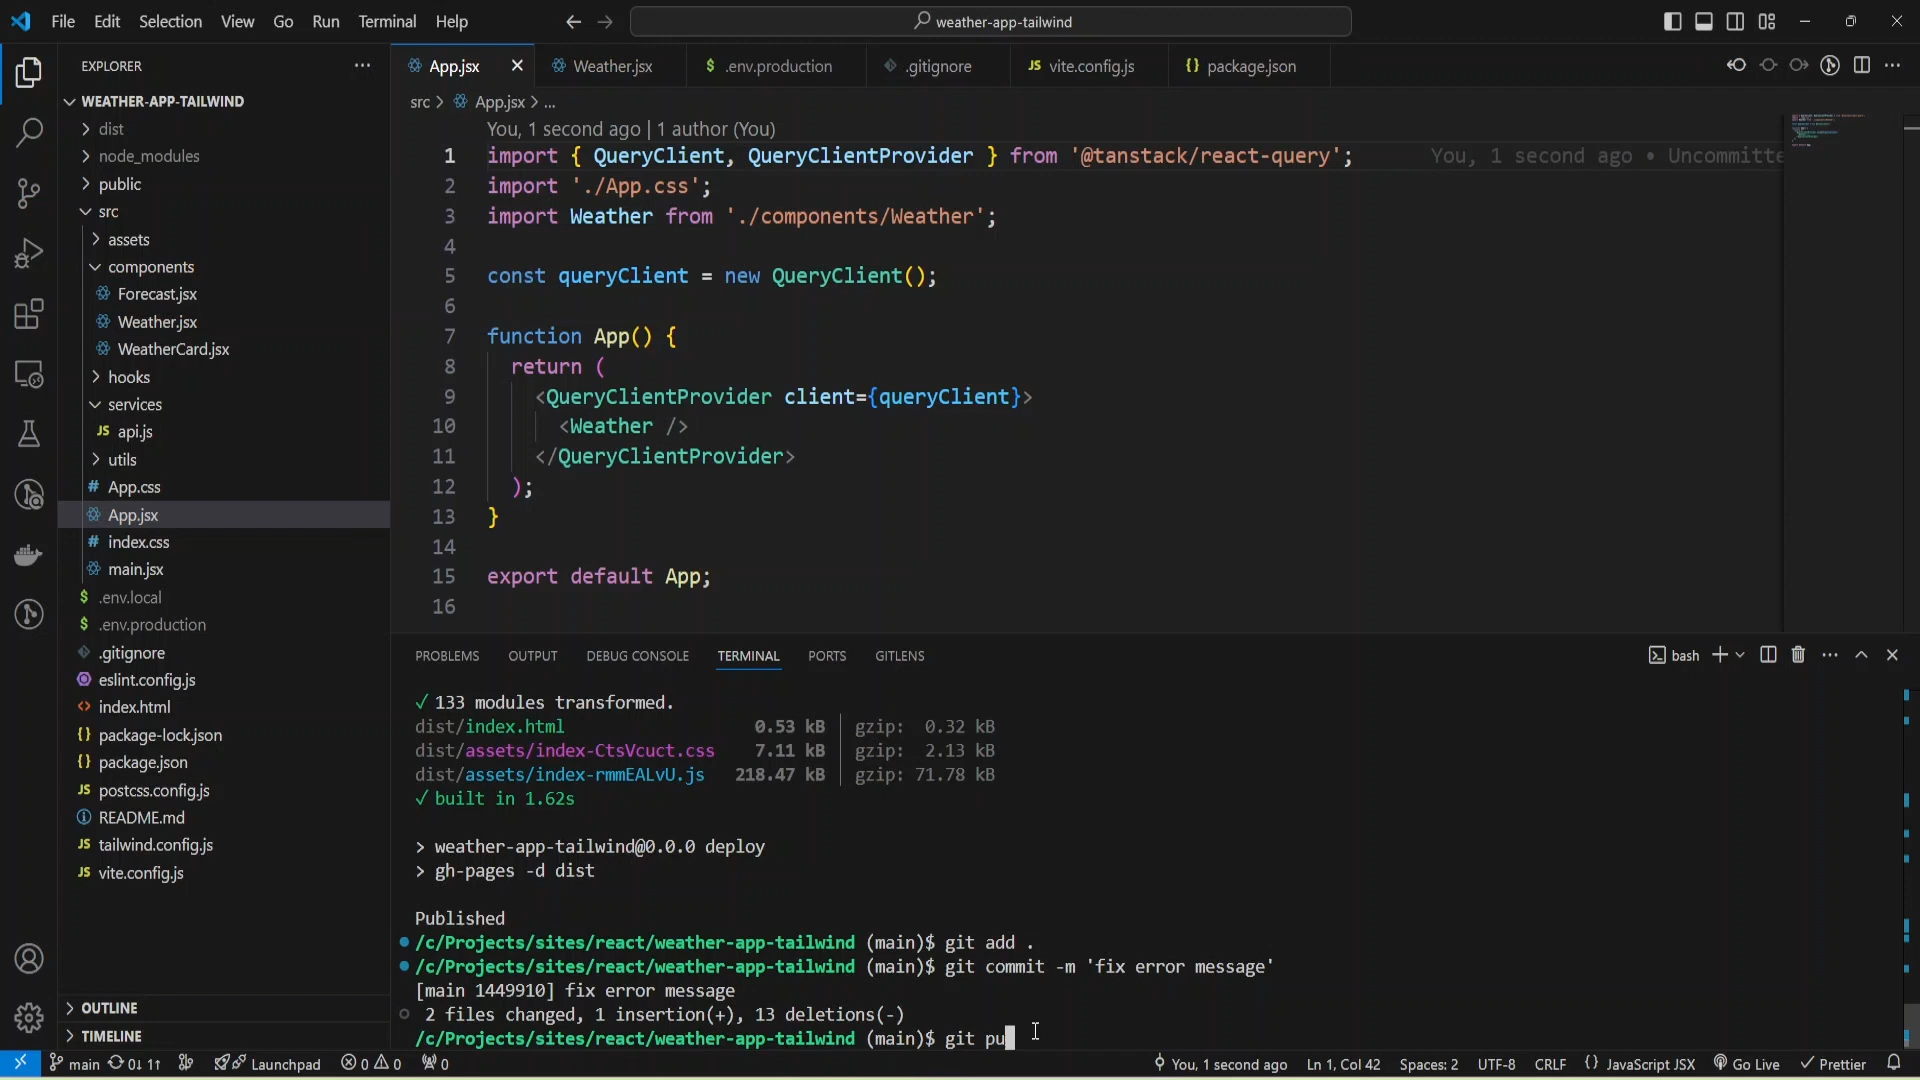 File Edit Selection View Go Run Terminal Help
weather-app-tailwind
EXPLORER
WEATHER-APP-TAILWIND
dist
node_modules
public
src
assets
components
Forecast.jsx
Weather.jsx
WeatherCard.jsx
hooks
services
JS api.js
utils
# App.css
App.jsx
# index.css
main.jsx
$ .env.local
$ .env.production
.gitignore
eslint.config.js
<> index.html
{} package-lock.json
{} package.json
JS postcss.config.js
README.md
JS tailwind.config.js
JS vite.config.js
OUTLINE
TIMELINE
App.jsx Weather.jsx $ .env.production .gitignore JS vite.config.js {} package.json
src > App.jsx > ...
You, 1 second ago | 1 author (You)
1 import { QueryClient, QueryClientProvider } from '@tanstack/react-query'; You, 1 second ago • Uncommitte
2 import './App.css';
3 import Weather from './components/Weather';
4
5 const queryClient = new QueryClient();
6
7 function App() {
8 return (
9 <QueryClientProvider client={queryClient}>
10 <Weather />
11 </QueryClientProvider>
12 );
13 }
14
15 export default App;
16
PROBLEMS OUTPUT DEBUG CONSOLE TERMINAL PORTS GITLENS
bash
✓ 133 modules transformed.
dist/index.html 0.53 kB │ gzip: 0.32 kB
dist/assets/index-CtsVcuct.css 7.11 kB │ gzip: 2.13 kB
dist/assets/index-rmmEALvU.js 218.47 kB │ gzip: 71.78 kB
✓ built in 1.62s
> weather-app-tailwind@0.0.0 deploy
> gh-pages -d dist
Published
/c/Projects/sites/react/weather-app-tailwind (main)$ git add .
/c/Projects/sites/react/weather-app-tailwind (main)$ git commit -m 'fix error message'
[main 1449910] fix error message
2 files changed, 1 insertion(+), 13 deletions(-)
/c/Projects/sites/react/weather-app-tailwind (main)$ git pu
main 0↓ 1↑ Launchpad 0 0 0 You, 1 second ago Ln 1, Col 42 Spaces: 2 UTF-8 CRLF {} JavaScript JSX Go Live Prettier